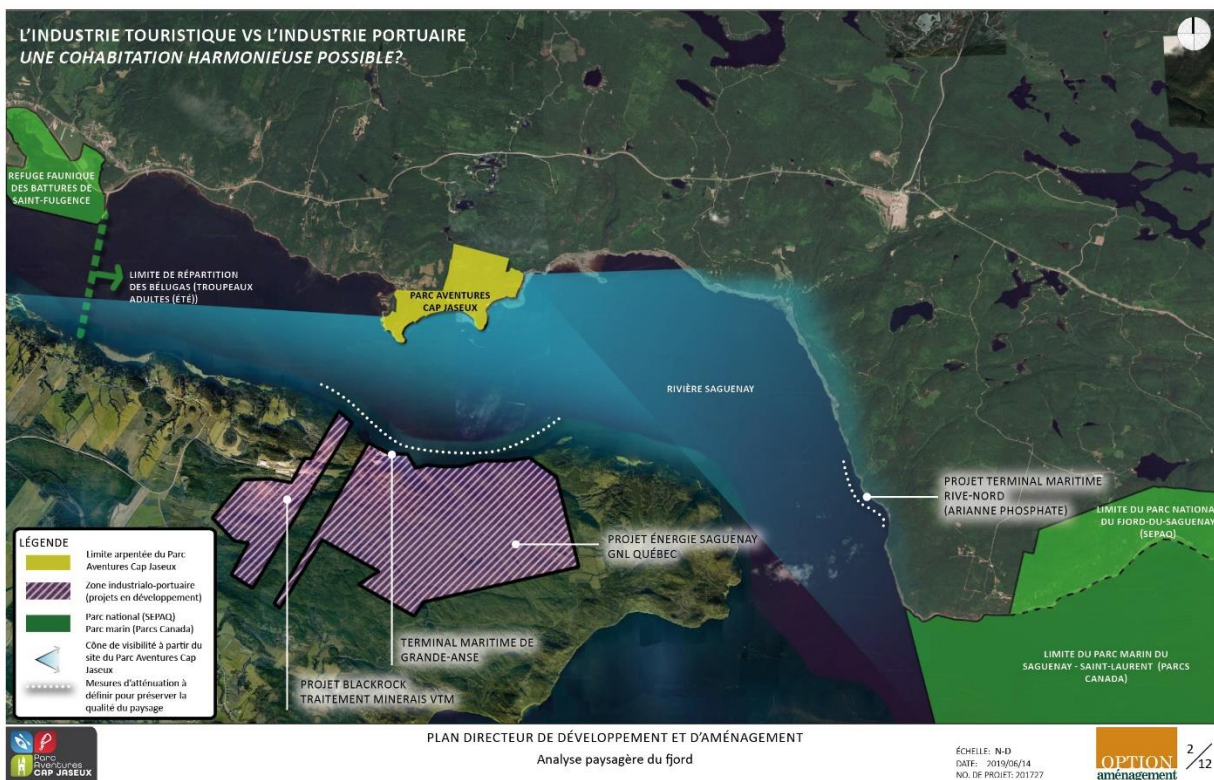 L'INDUSTRIE TOURISTIQUE VS L'INDUSTRIE PORTUAIRE
UNE COHABITATION HARMONIEUSE POSSIBLE?
REFUGE FAUNIQUE
DES BATTURES DE
SAINT-FULGENCE
LIMITE DE RÉPARTITION
DES BÉLUGAS (TROUPEAUX
ADULTES (ÉTÉ))
PARC AVENTURES
CAP JASEUX
RIVIÈRE SAGUENAY
PROJET TERMINAL MARITIME
RIVE-NORD
(ARIANNE PHOSPHATE)
LIMITE DU PARC NATIONA
DU FJORD-DU-SAGUENAY
(SEPAQ)
PROJET ÉNERGIE SAGUENAY
GNL QUÉBEC
TERMINAL MARITIME DE
GRANDE-ANSE
PROJET BLACKROCK
TRAITEMENT MINERAIS VTM
LIMITE DU PARC MARIN DU
SAGUENAY - SAINT-LAURENT (PARCS
CANADA)
LÉGENDE
Limite arpentée du Parc
Aventures Cap Jaseux
Zone industrialo-portuaire
(projets en développement)
Parc national (SEPAQ)
Parc marin (Parcs Canada)
Cône de visibilité à partir du
site du Parc Aventures Cap
Jaseux
Mesures d'atténuation à
définir pour préserver la
qualité du paysage
Parc
Aventures
CAP JASEUX
PLAN DIRECTEUR DE DÉVELOPPEMENT ET D'AMÉNAGEMENT
Analyse paysagère du fjord
ÉCHELLE: N-D
DATE: 2019/06/14
NO. DE PROJET: 201727
OPTION
aménagement
2/12